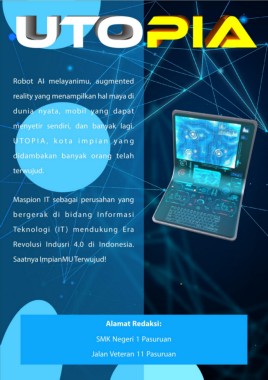 UTOPIA
Robot AI melayanimu, augmented
reality yang menampilkan hal maya di
dunia nyata, mobil yang dapat
menyetir sendiri, dan banyak lagi,
UTOPIA, kota impian yang
didambakan banyak orang telah
terwujud.
Maspion IT sebagai perusahan yang
bergerak di bidang Informasi
Teknologi (IT) mendukung Era
Revolusi Indusri 4.0 di Indonesia.
Saatnya ImpianMU Terwujud!
Alamat Redaksi:
SMK Negeri 1 Pasuruan
Jalan Veteran 11 Pasuruan